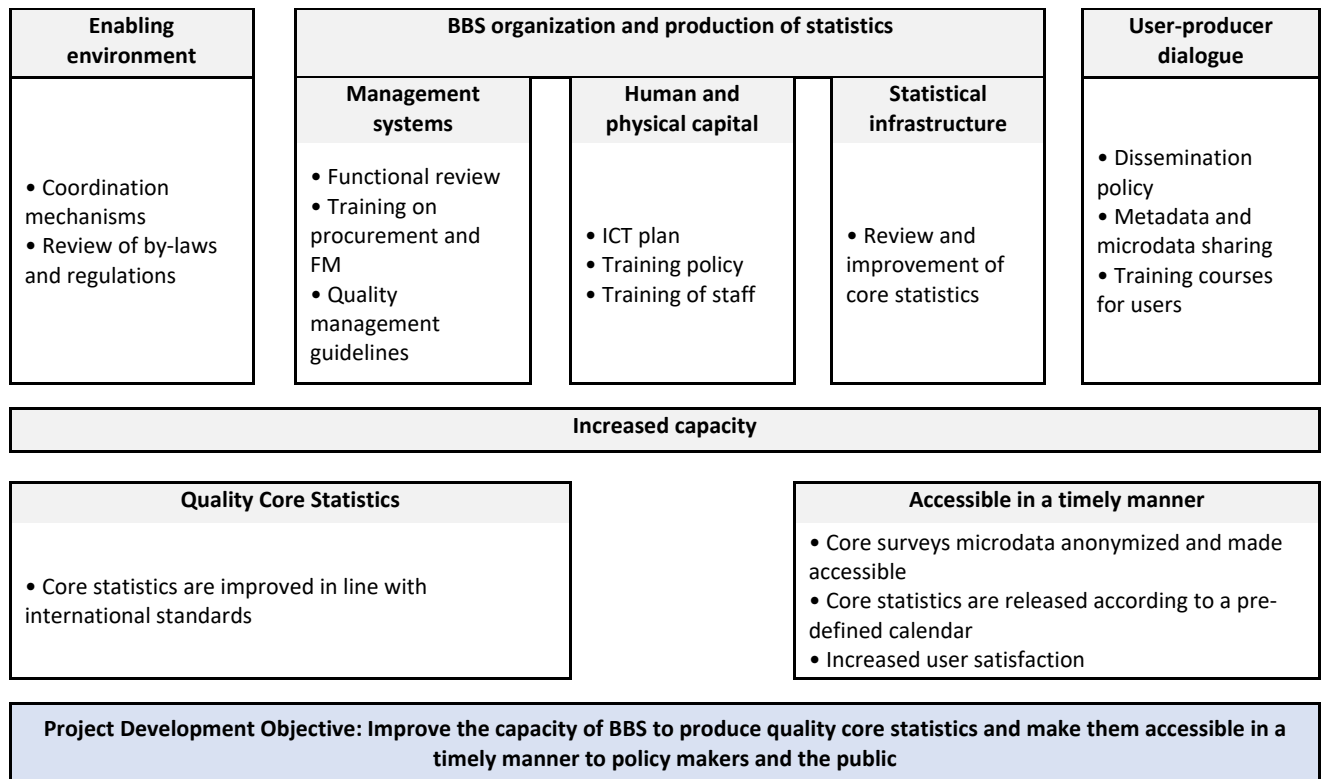 Enabling
environment
• Coordination
mechanisms
• Review of by-laws
and regulations
BBS organization and production of statistics
Management
systems
• Functional review
• Training on
procurement and
FM
• Quality
management
guidelines
Human and
physical capital
• ICT plan
• Training policy
• Training of staff
Statistical
infrastructure
• Review and
improvement of
core statistics
User-producer
dialogue
• Dissemination
policy
• Metadata and
microdata sharing
• Training courses
for users
Increased capacity
Quality Core Statistics
• Core statistics are improved in line with
international standards
Accessible in a timely manner
• Core surveys microdata anonymized and made
accessible
• Core statistics are released according to a pre-
defined calendar
• Increased user satisfaction
Project Development Objective: Improve the capacity of BBS to produce quality core statistics and make them accessible in a
timely manner to policy makers and the public